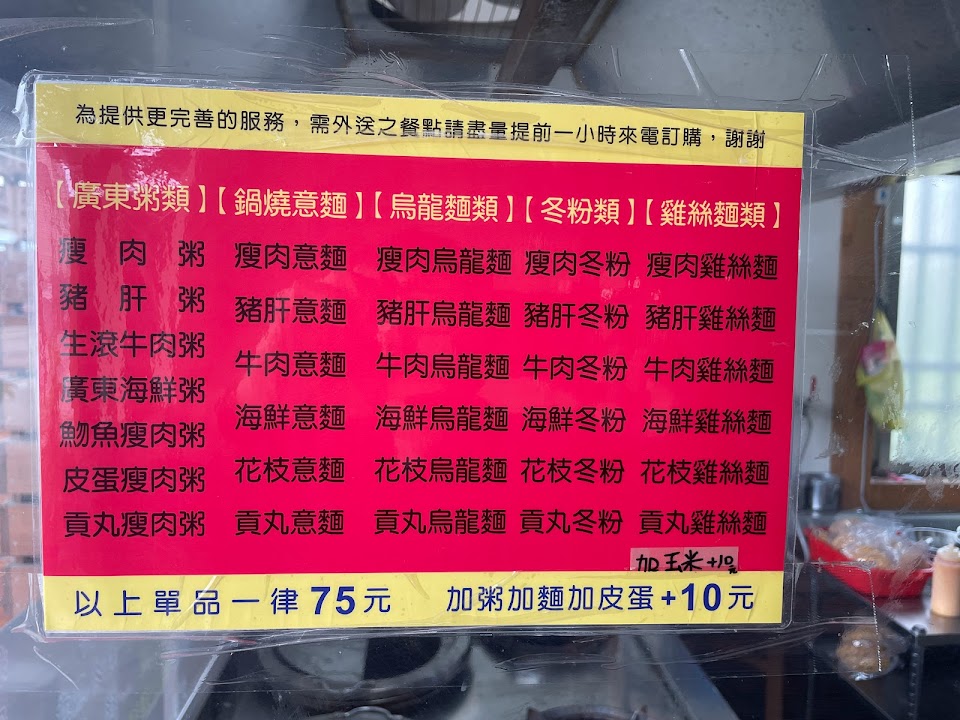 為提供更完善的服務，需外送之餐點請盡量提前一小時來電訂購，謝謝
【廣東粥類】【鍋燒意麵】【烏龍麵類】【冬粉類】【雞絲麵類】
瘦肉粥 瘦肉意麵 瘦肉烏龍麵 瘦肉冬粉 瘦肉雞絲麵
豬肝粥 豬肝意麵 豬肝烏龍麵 豬肝冬粉 豬肝雞絲麵
生滾牛肉粥 牛肉意麵 牛肉烏龍麵 牛肉冬粉 牛肉雞絲麵
廣東海鮮粥 海鮮意麵 海鮮烏龍麵 海鮮冬粉 海鮮雞絲麵
魩魚瘦肉粥
皮蛋瘦肉粥 花枝意麵 花枝烏龍麵 花枝冬粉 花枝雞絲麵
貢丸瘦肉粥 貢丸意麵 貢丸烏龍麵 貢丸冬粉 貢丸雞絲麵
加玉米+10元
以上單品一律75元 加粥加麵加皮蛋+10元